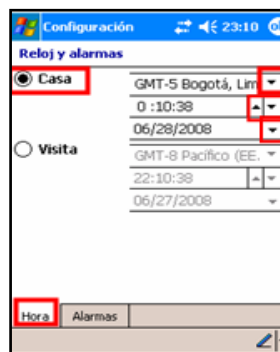 Configuración 23:10
Reloj y alarmas
Casa
GMT-5 Bogotá, Lim
0 :10:38
06/28/2008
Visita
GMT-8 Pacífico (EE.
22:10:38
06/27/2008
Hora Alarmas